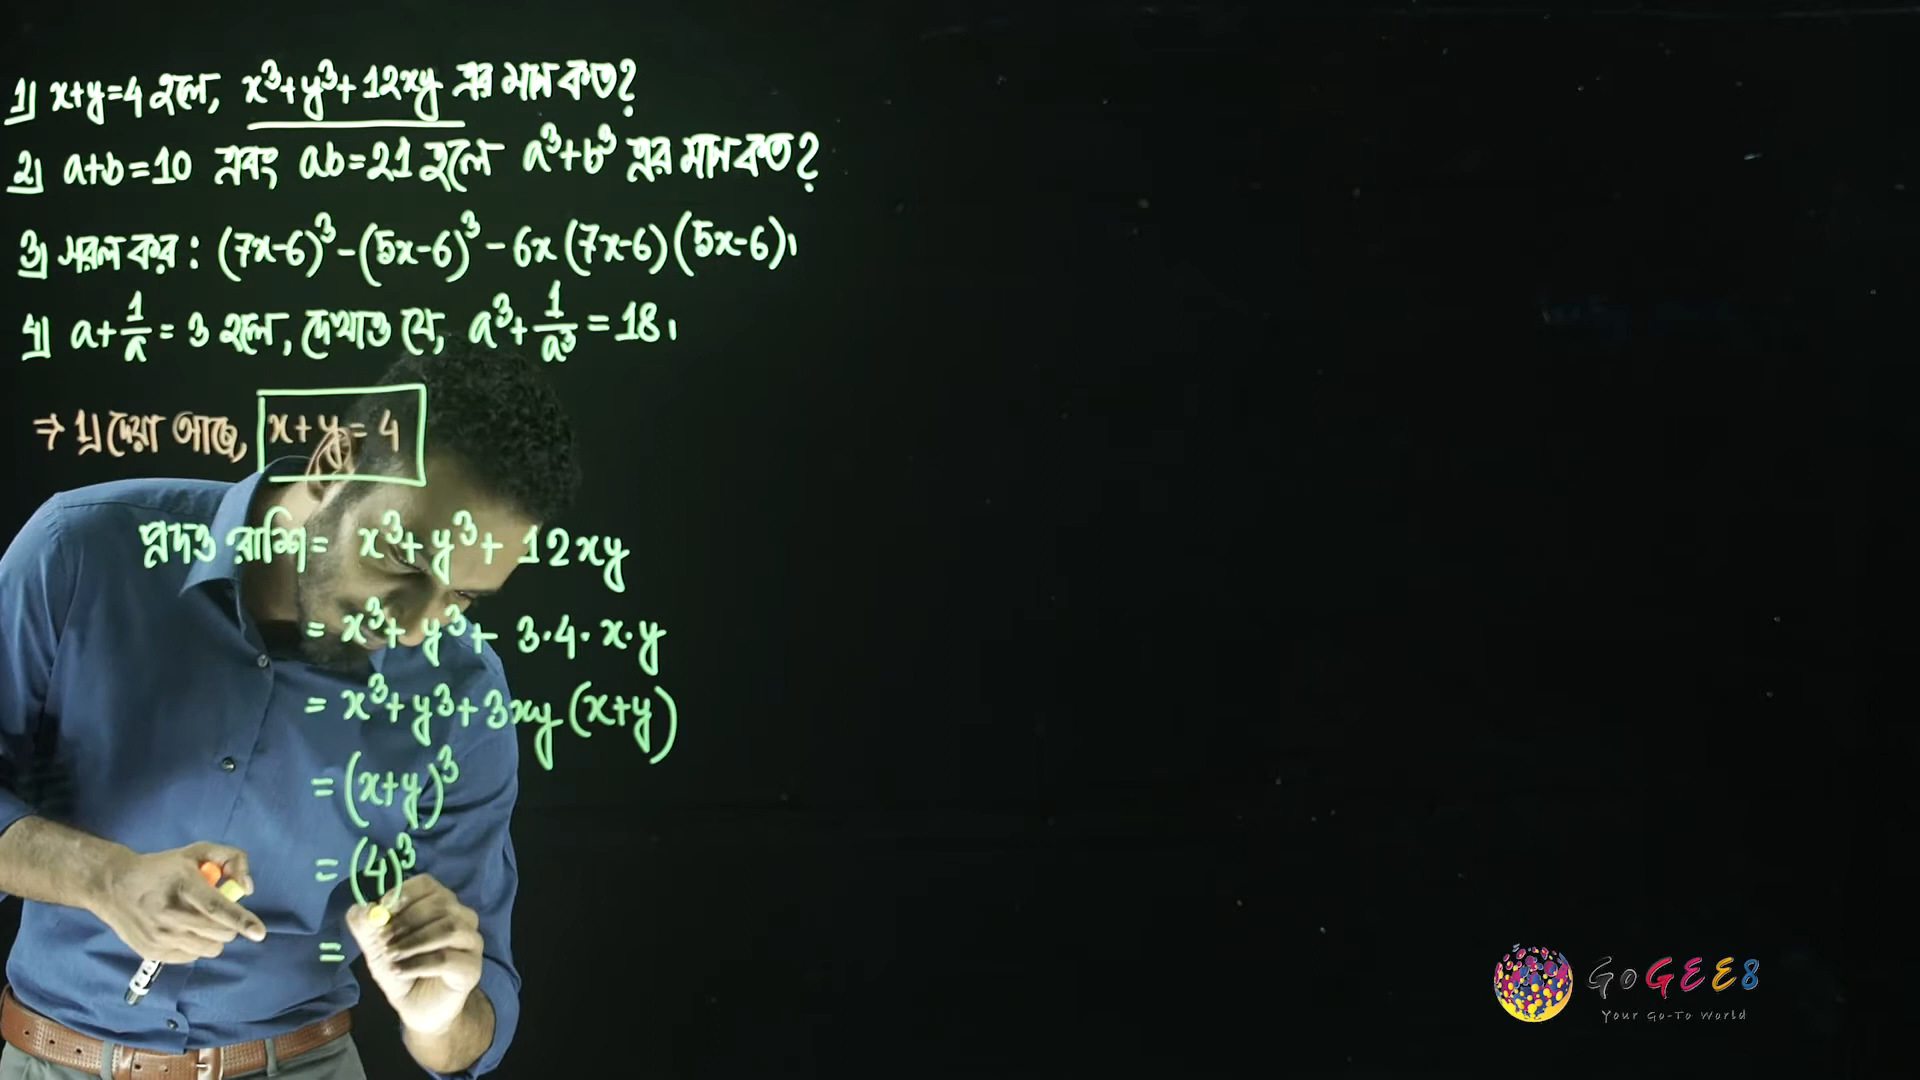 1) x+y=4 হলে, x³+y³+12xy এর মান কত?
২) a+b=10 এবং ab=21 হলে a³+b³ এর মান কত?
৩) সরল কর : (7x-6)³-(5x-6)³-6x(7x-6)(5x-6)।
৪) a+1/a=3 হলে, দেখাও যে, a³+1/a³=18।
⇒ 1) দেয়া আছে, x+y=4
প্রদত্ত রাশি= x³+y³+12xy
= x³+y³+3·4·x·y
= x³+y³+3xy(x+y)
=(x+y)³
=(4)³
=
GoGEE8
Your Go-To World